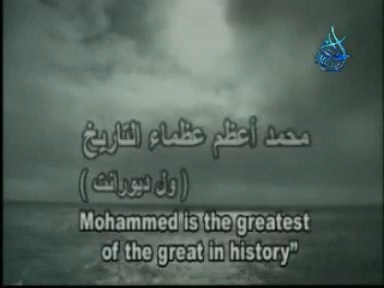 محمد أعظم عظماء التاريخ
( ول ديورانت )
Mohammed is the greatest
of the great in history”